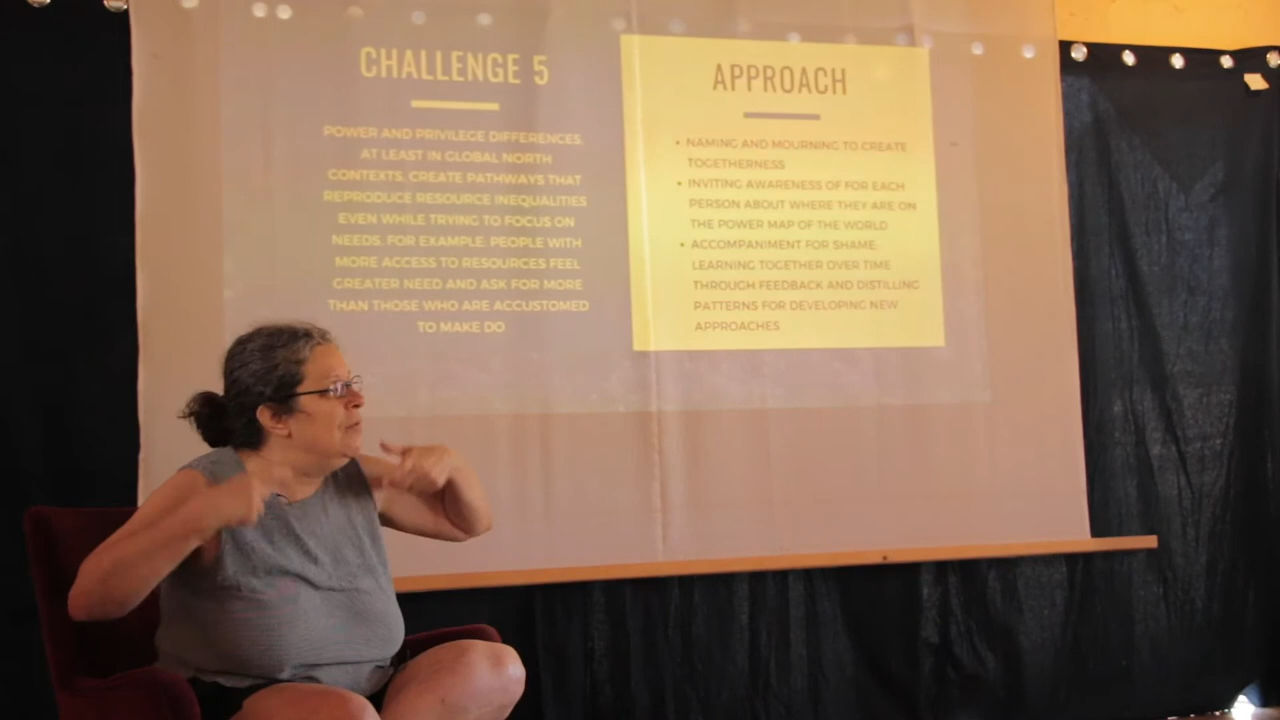 CHALLENGE 5
POWER AND PRIVILEGE DIFFERENCES,
AT LEAST IN GLOBAL NORTH
CONTEXTS, CREATE PATHWAYS THAT
REPRODUCE RESOURCE INEQUALITIES
EVEN WHILE TRYING TO FOCUS ON
NEEDS. FOR EXAMPLE, PEOPLE WITH
MORE ACCESS TO RESOURCES FEEL
GREATER NEED AND ASK FOR MORE
THAN THOSE WHO ARE ACCUSTOMED
TO MAKE DO
APPROACH
• NAMING AND MOURNING TO CREATE
TOGETHERNESS
• INVITING AWARENESS OF FOR EACH
PERSON ABOUT WHERE THEY ARE ON
THE POWER MAP OF THE WORLD
• ACCOMPANIMENT FOR SHAME:
LEARNING TOGETHER OVER TIME
THROUGH FEEDBACK AND DISTILLING
PATTERNS FOR DEVELOPING NEW
APPROACHES